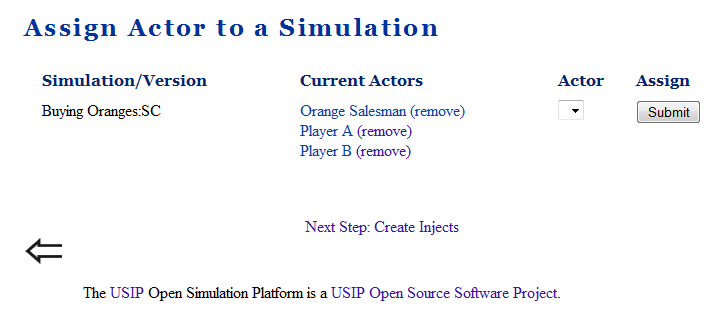 Assign Actor to a Simulation
Simulation/Version Current Actors Actor Assign
Buying Oranges:SC Orange Salesman (remove) Submit
Player A (remove)
Player B (remove)
Next Step: Create Injects
The USIP Open Simulation Platform is a USIP Open Source Software Project.